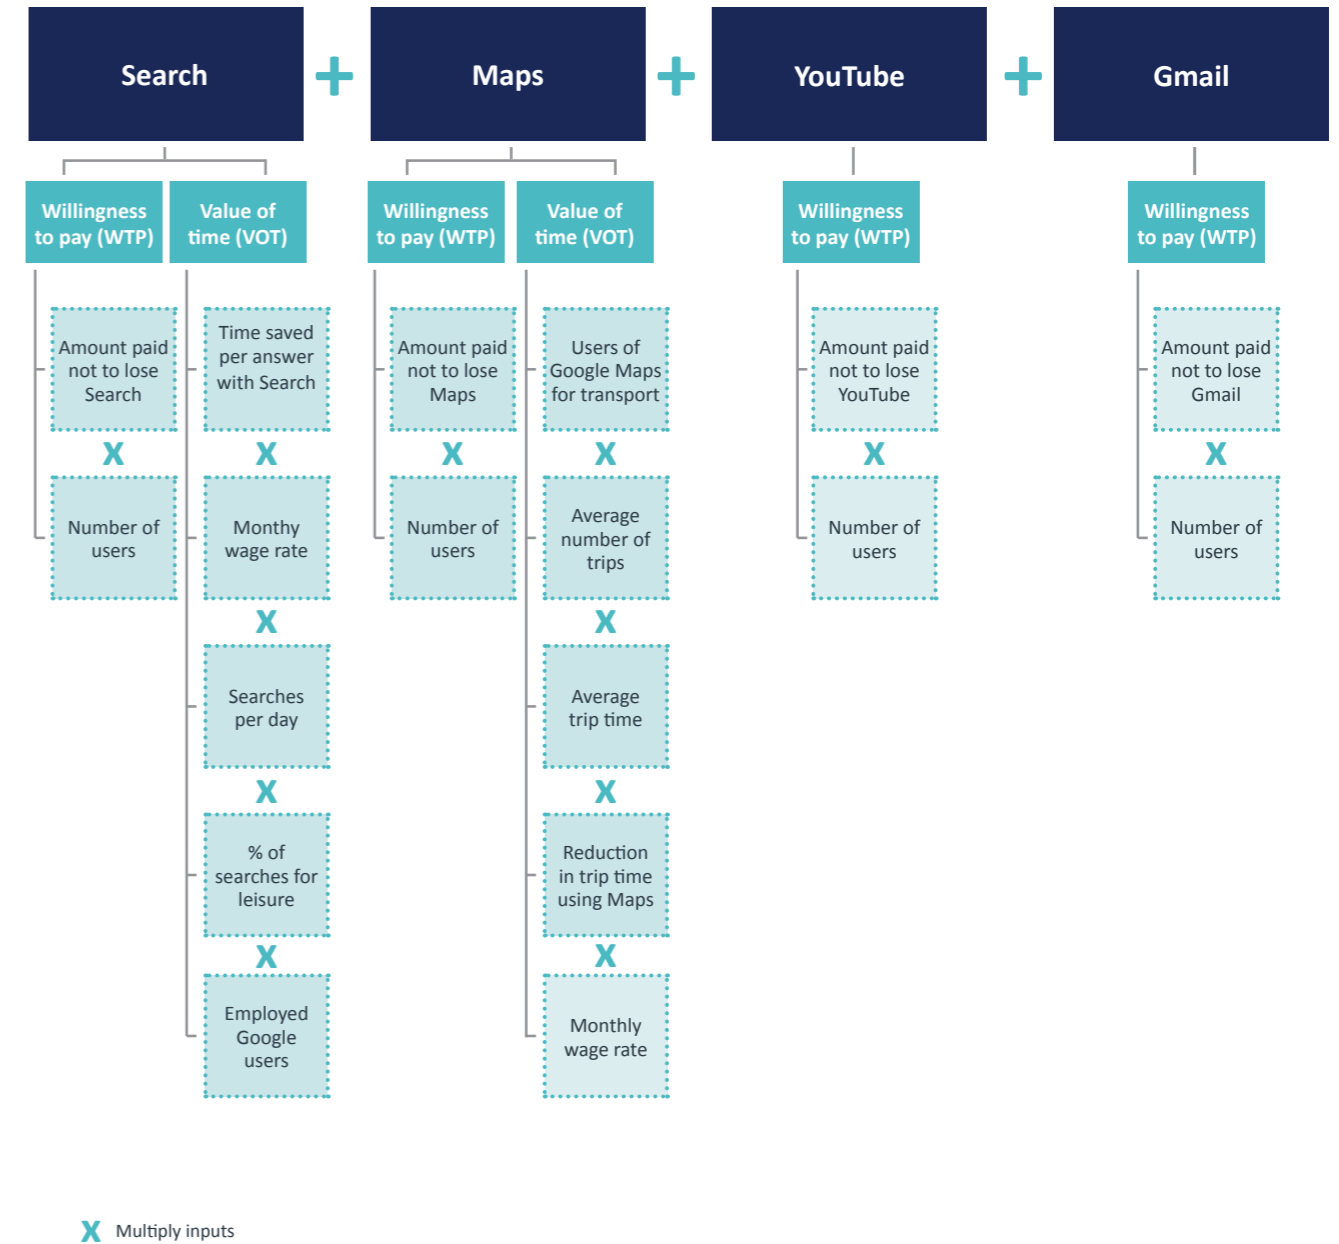 Search
+
Maps
+
YouTube
+
Gmail
Willingness
to pay (WTP)
Value of
time (VOT)
Willingness
to pay (WTP)
Value of
time (VOT)
Willingness
to pay (WTP)
Willingness
to pay (WTP)
Amount paid
not to lose
Search
X
Number of
users
Time saved
per answer
with Search
X
Monthy
wage rate
X
Searches
per day
X
% of
searches for
leisure
X
Employed
Google
users
Amount paid
not to lose
Maps
X
Number of
users
Users of
Google Maps
for transport
X
Average
number of
trips
X
Average
trip time
X
Reduction
in trip time
using Maps
X
Monthly
wage rate
Amount paid
not to lose
YouTube
X
Number of
users
Amount paid
not to lose
Gmail
X
Number of
users
X Multiply inputs